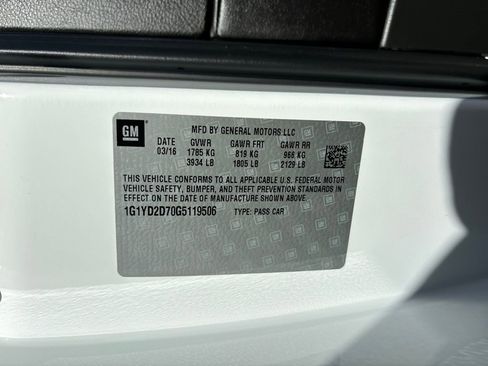 GM
MFD BY GENERAL MOTORS LLC
DATE GVWR GAWR FRT GAWR RR
03/16 1785 KG 819 KG 966 KG
3934 LB 1805 LB 2129 LB
THIS VEHICLE CONFORMS TO ALL APPLICABLE U.S. FEDERAL MOTOR
VEHICLE SAFETY, BUMPER, AND THEFT PREVENTION STANDARDS IN
EFFECT ON THE DATE OF MANUFACTURE SHOWN ABOVE.
1G1YD2D70G5119506 TYPE: PASS CAR